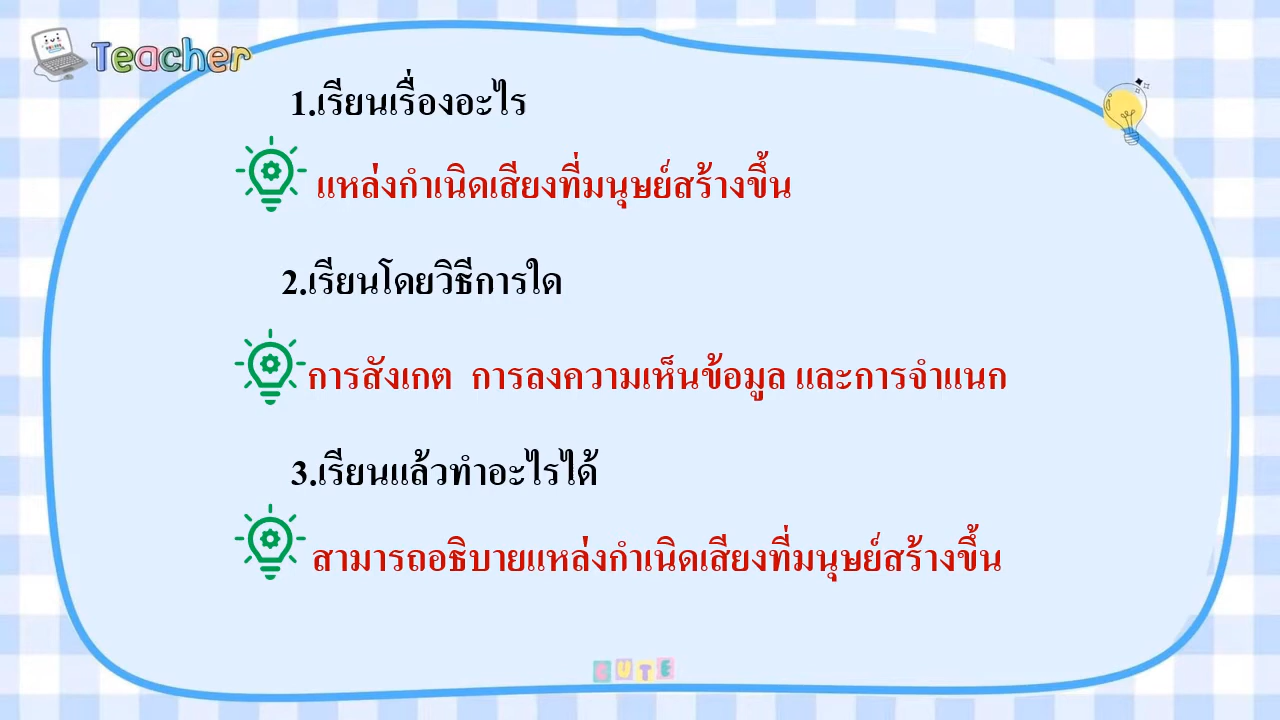 Teacher
1.เรียนเรื่องอะไร
แหล่งกำเนิดเสียงที่มนุษย์สร้างขึ้น
2.เรียนโดยวิธีการใด
การสังเกต การลงความเห็นข้อมูล และการจำแนก
3.เรียนแล้วทำอะไรได้
สามารถอธิบายแหล่งกำเนิดเสียงที่มนุษย์สร้างขึ้น
CUTE